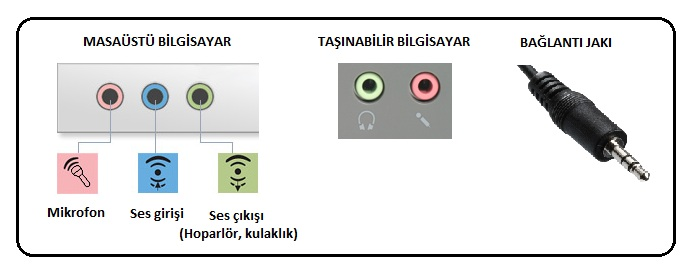 MASAÜSTÜ BİLGİSAYAR
TAŞINABİLİR BİLGİSAYAR
BAĞLANTI JAKI
Mikrofon
Ses girişi
Ses çıkışı
(Hoparlör, kulaklık)